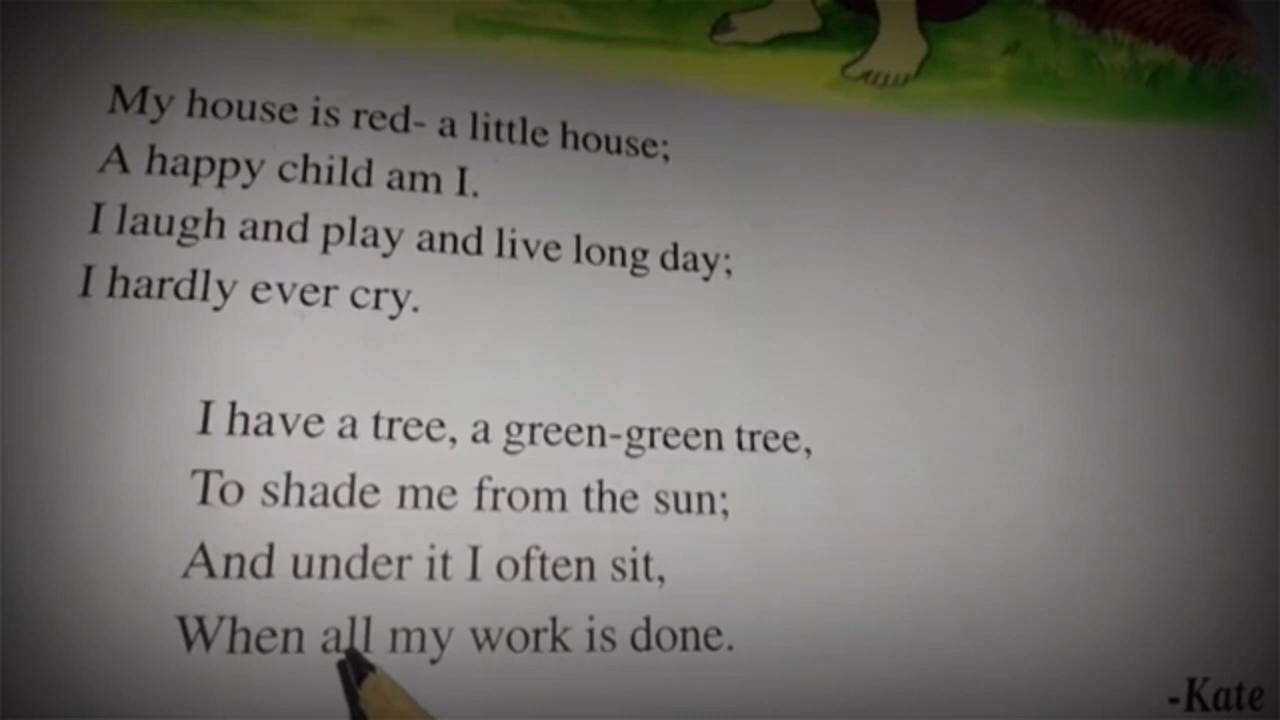 My house is red- a little house;
A happy child am I.
I laugh and play and live long day;
I hardly ever cry.
I have a tree, a green-green tree,
To shade me from the sun;
And under it I often sit,
When all my work is done.
-Kate